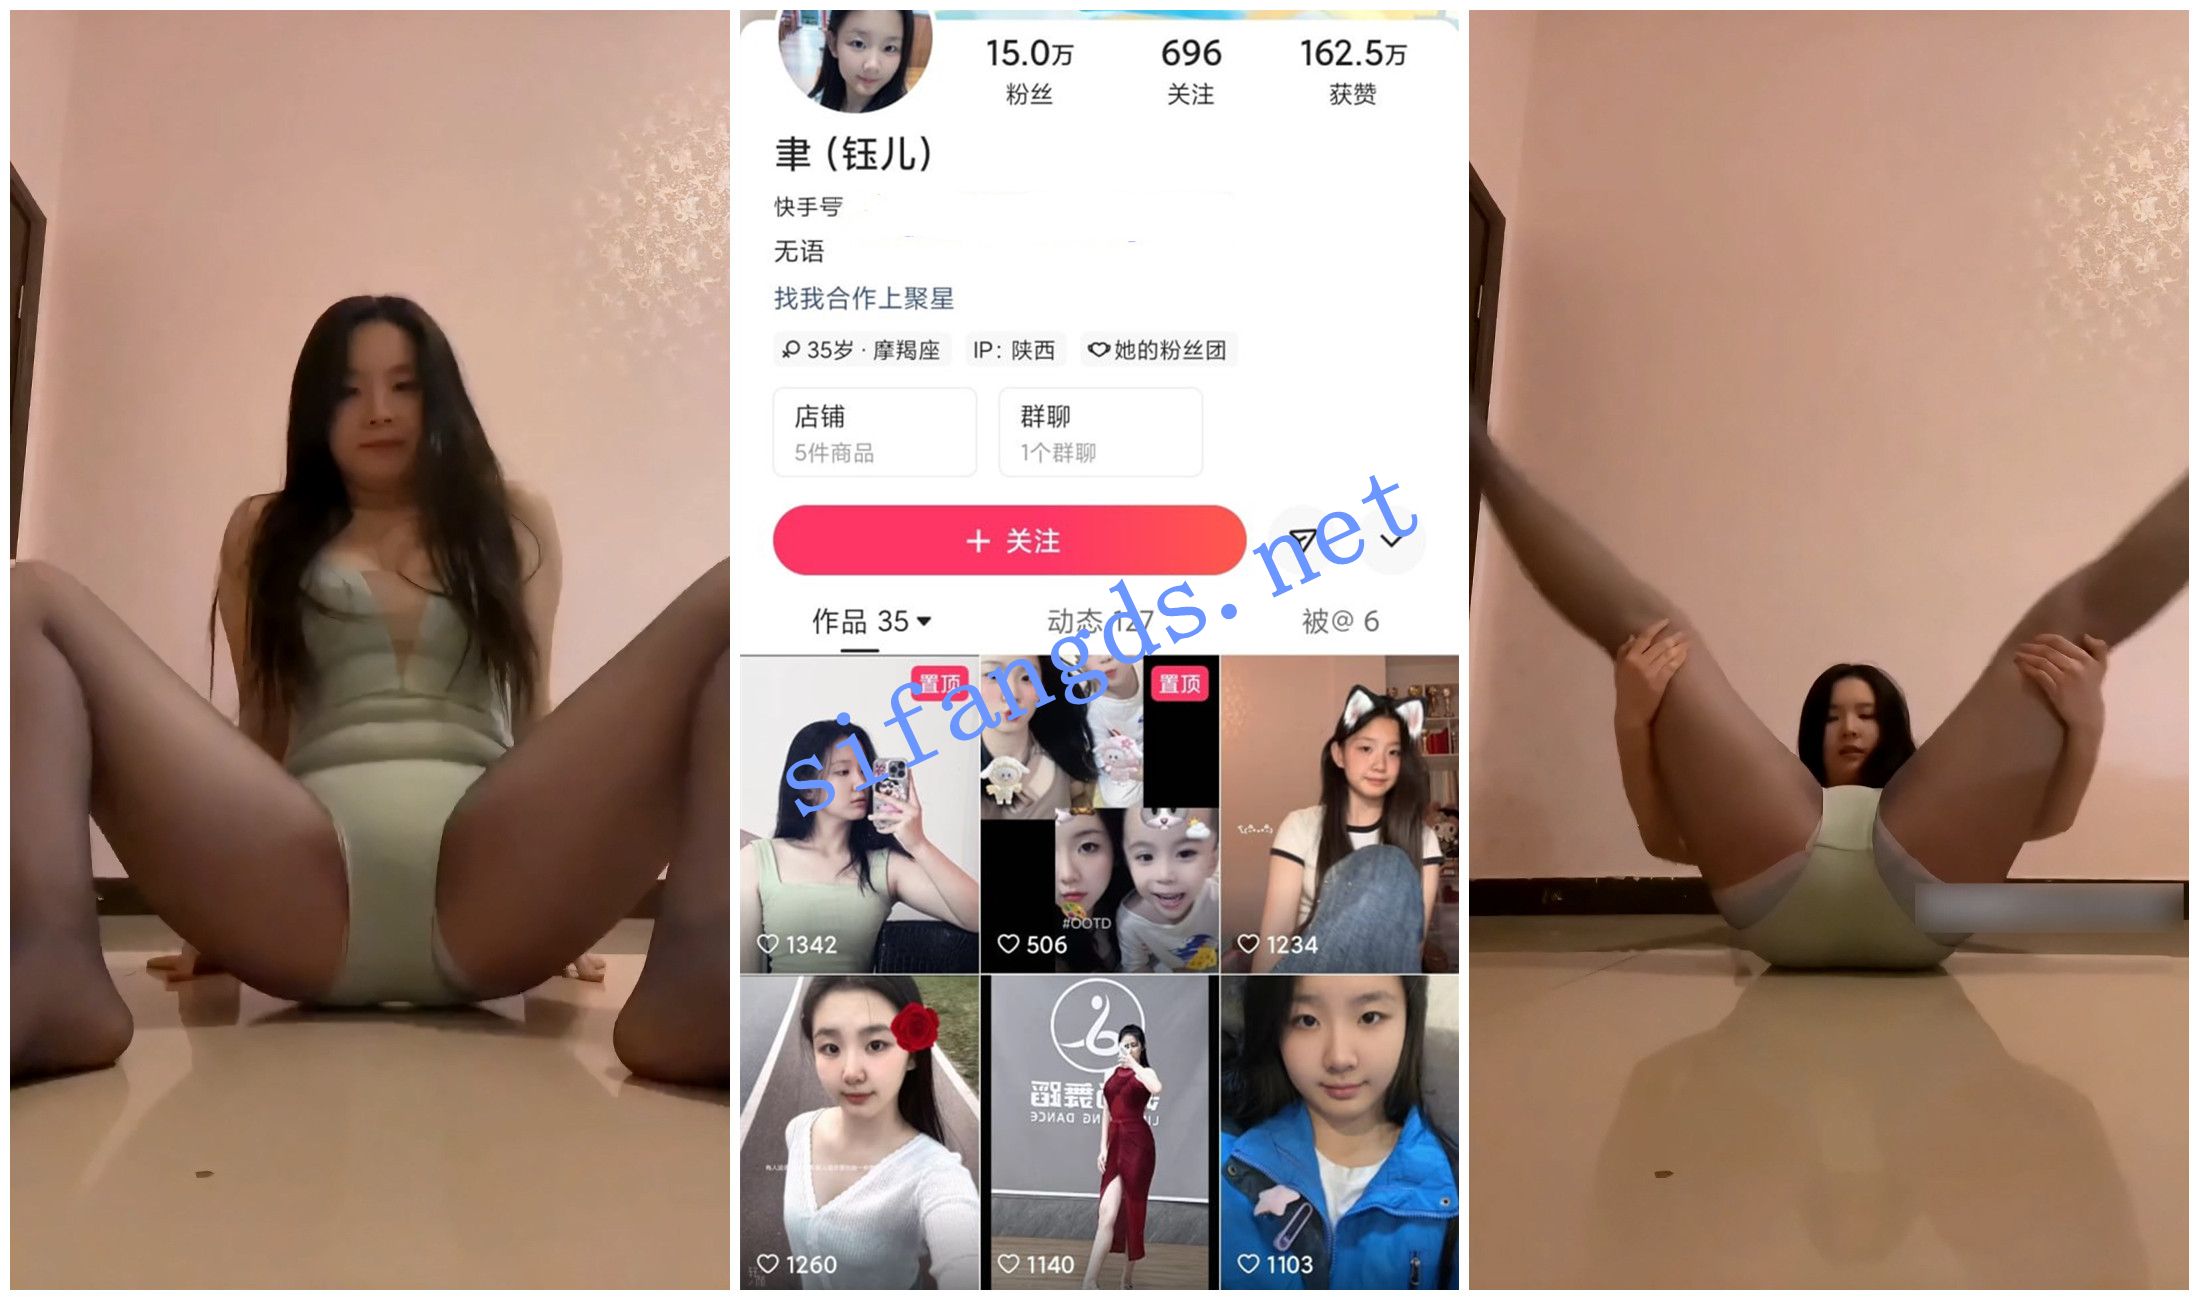 15.0万
696
162.5万
粉丝
关注
获赞
聿 (钰儿)
快手号
无语
找我合作上聚星
35岁 · 摩羯座
IP: 陕西
她的粉丝团
店铺
5件商品
群聊
1个群聊
+ 关注
作品 35
动态 127
被@ 6
sifangds.net
置顶
置顶
1342
#OOTD
506
1234
舞蹈
DANCE
1260
1140
1103